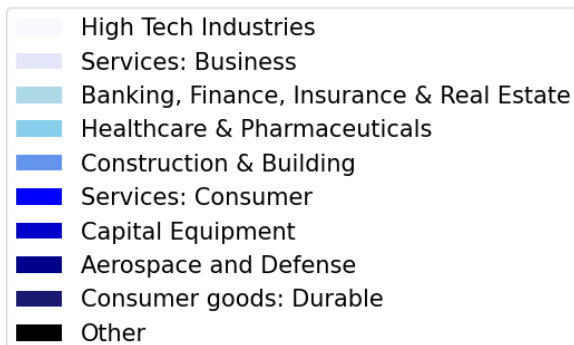 High Tech Industries
Services: Business
Banking, Finance, Insurance & Real Estate
Healthcare & Pharmaceuticals
Construction & Building
Services: Consumer
Capital Equipment
Aerospace and Defense
Consumer goods: Durable
Other